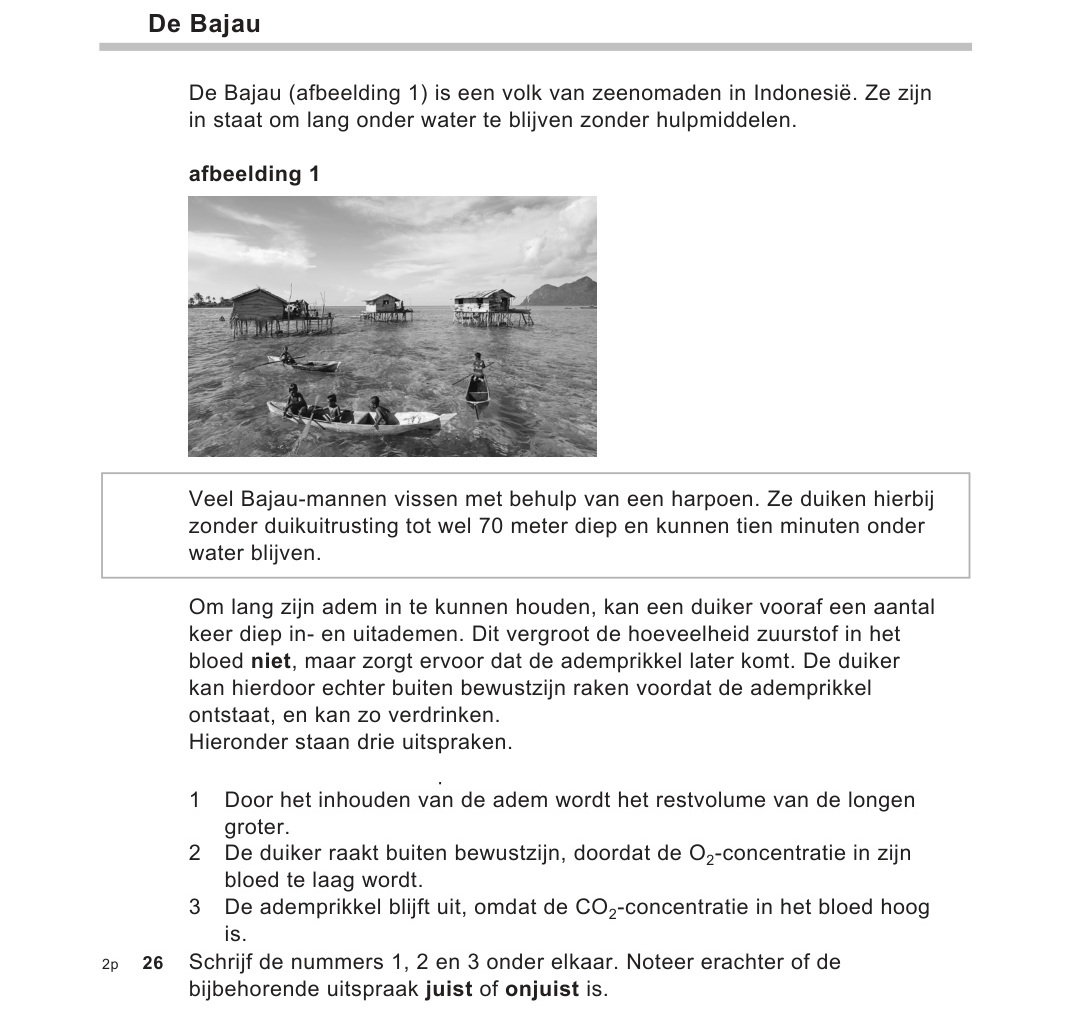 De Bajau
De Bajau (afbeelding 1) is een volk van zeenomaden in Indonesië. Ze zijn
in staat om lang onder water te blijven zonder hulpmiddelen.
afbeelding 1
Veel Bajau-mannen vissen met behulp van een harpoen. Ze duiken hierbij
zonder duikuitrusting tot wel 70 meter diep en kunnen tien minuten onder
water blijven.
Om lang zijn adem in te kunnen houden, kan een duiker vooraf een aantal
keer diep in- en uitademen. Dit vergroot de hoeveelheid zuurstof in het
bloed niet, maar zorgt ervoor dat de ademprikkel later komt. De duiker
kan hierdoor echter buiten bewustzijn raken voordat de ademprikkel
ontstaat, en kan zo verdrinken.
Hieronder staan drie uitspraken.
.
1 Door het inhouden van de adem wordt het restvolume van de longen
groter.
2 De duiker raakt buiten bewustzijn, doordat de O₂-concentratie in zijn
bloed te laag wordt.
3 De ademprikkel blijft uit, omdat de CO₂-concentratie in het bloed hoog
is.
2p 26 Schrijf de nummers 1, 2 en 3 onder elkaar. Noteer erachter of de
bijbehorende uitspraak juist of onjuist is.